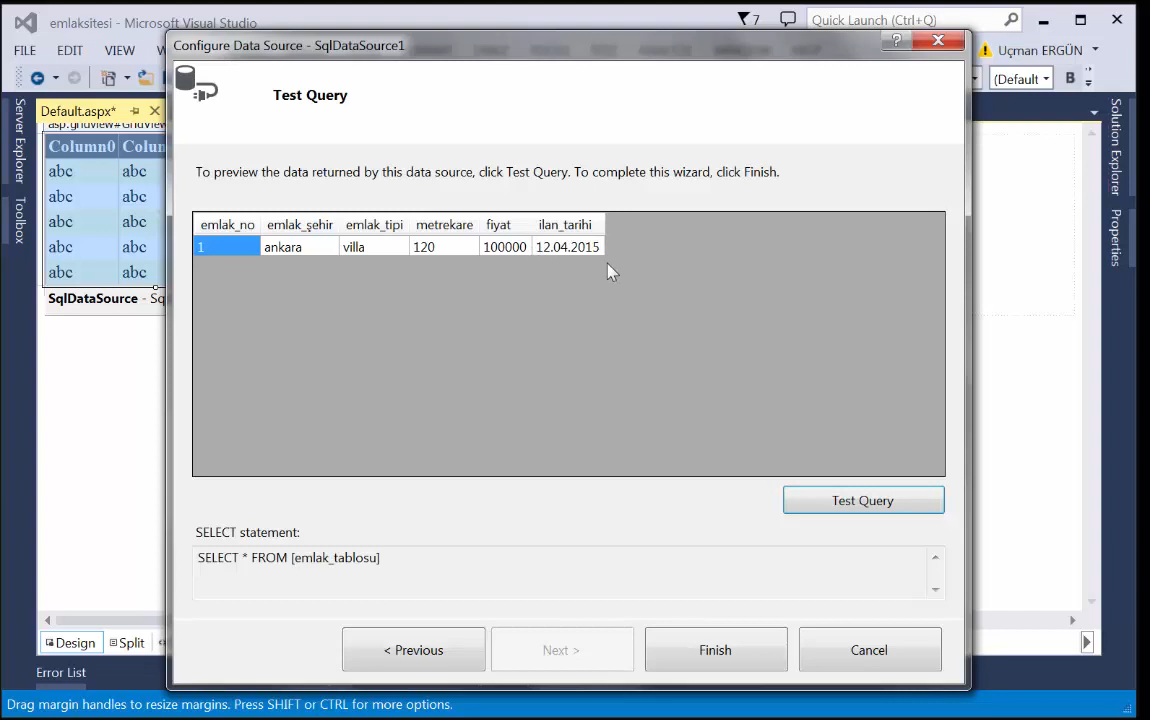 emlaksitesi - Microsoft Visual Studio
7
Quick Launch (Ctrl+Q)
FILE EDIT VIEW
Configure Data Source - SqlDataSource1
?
Uçman ERGÜN
(Default
B
Test Query
Default.aspx*
Server Explorer
Toolbox
Solution Explorer
Properties
Column0 Colum
abc abc
abc abc
abc abc
abc abc
abc abc
SqlDataSource - Sq
To preview the data returned by this data source, click Test Query. To complete this wizard, click Finish.
emlak_no emlak_şehir emlak_tipi metrekare fiyat ilan_tarihi
1 ankara villa 120 100000 12.04.2015
Test Query
SELECT statement:
SELECT * FROM [emlak_tablosu]
< Previous Next > Finish Cancel
Design Split
Error List
Drag margin handles to resize margins. Press SHIFT or CTRL for more options.